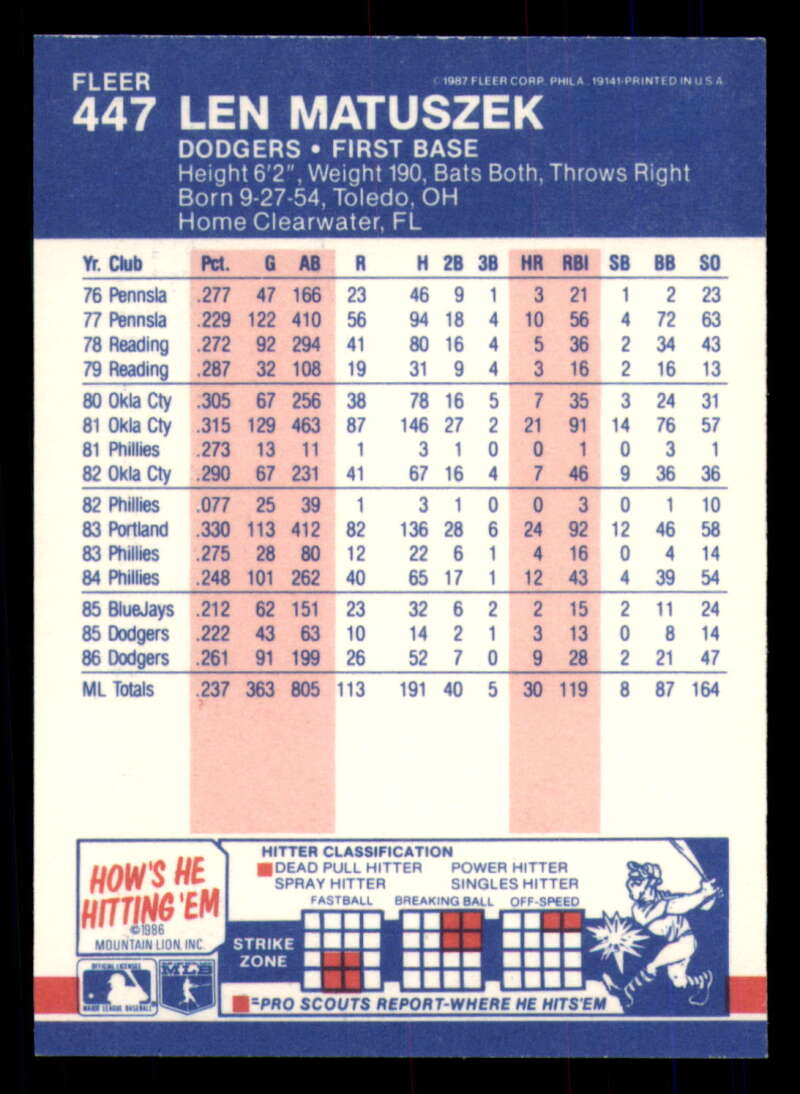 FLEER
© 1987 FLEER CORP. PHILA. 19141-PRINTED IN U S A
447 LEN MATUSZEK
DODGERS • FIRST BASE
Height 6'2", Weight 190, Bats Both, Throws Right
Born 9-27-54, Toledo, OH
Home Clearwater, FL
Yr. Club Pct. G AB R H 2B 3B HR RBI SB BB SO
76 Pennsla .277 47 166 23 46 9 1 3 21 1 2 23
77 Pennsla .229 122 410 56 94 18 4 10 56 4 72 63
78 Reading .272 92 294 41 80 16 4 5 36 2 34 43
79 Reading .287 32 108 19 31 9 4 3 16 2 16 13
80 Okla Cty .305 67 256 38 78 16 5 7 35 3 24 31
81 Okla Cty .315 129 463 87 146 27 2 21 91 14 76 57
81 Phillies .273 13 11 1 3 1 0 0 1 0 3 1
82 Okla Cty .290 67 231 41 67 16 4 7 46 9 36 36
82 Phillies .077 25 39 1 3 1 0 0 3 0 1 10
83 Portland .330 113 412 82 136 28 6 24 92 12 46 58
83 Phillies .275 28 80 12 22 6 1 4 16 0 4 14
84 Phillies .248 101 262 40 65 17 1 12 43 4 39 54
85 BlueJays .212 62 151 23 32 6 2 2 15 2 11 24
85 Dodgers .222 43 63 10 14 2 1 3 13 0 8 14
86 Dodgers .261 91 199 26 52 7 0 9 28 2 21 47
ML Totals .237 363 805 113 191 40 5 30 119 8 87 164
HOW'S HE
HITTING 'EM
©1986
MOUNTAIN LION, INC.
HITTER CLASSIFICATION
DEAD PULL HITTER POWER HITTER
SPRAY HITTER SINGLES HITTER
FASTBALL BREAKING BALL OFF-SPEED
STRIKE
ZONE
=PRO SCOUTS REPORT-WHERE HE HITS'EM
OFFICIAL LICENSEE
MAJOR LEAGUE BASEBALL
MLB